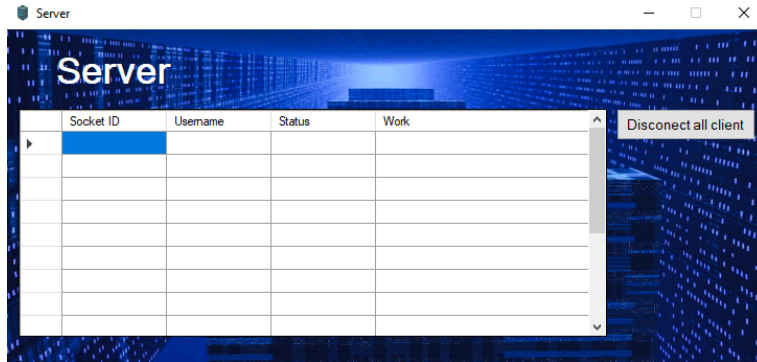 Server
Server
Socket ID Username Status Work
Disconect all client